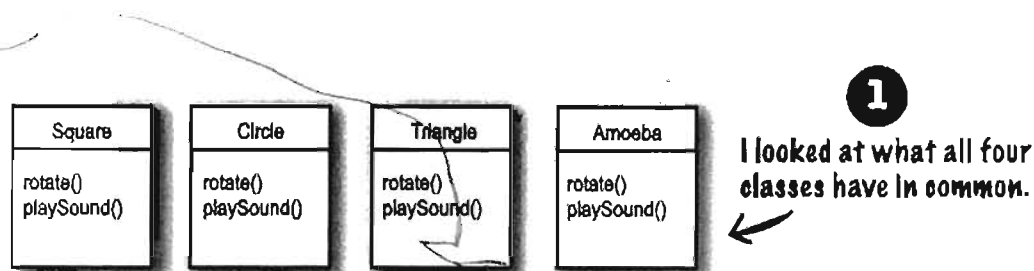 Square
rotate()
playSound()
Circle
rotate()
playSound()
Triangle
rotate()
playSound()
Amoeba
rotate()
playSound()
1
I looked at what all four
classes have in common.